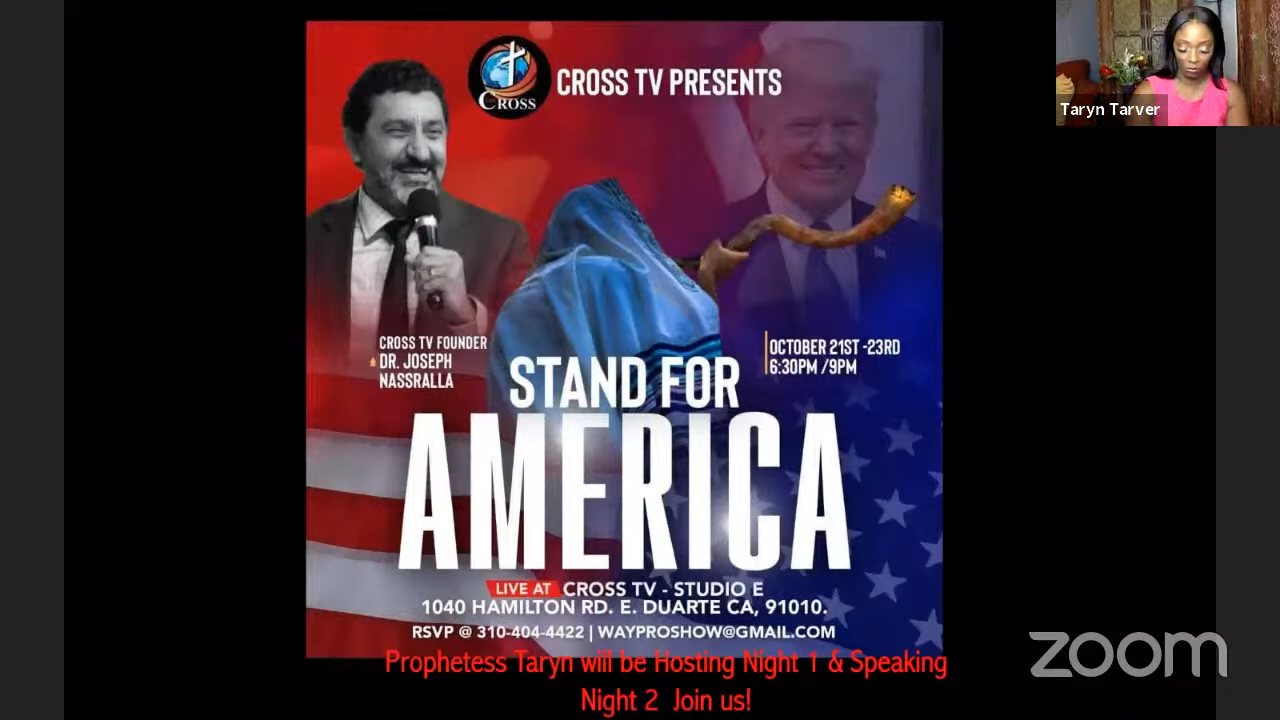 CROSS
CROSS TV PRESENTS
Taryn Tarver
CROSS TV FOUNDER
DR. JOSEPH
NASSRALLA
OCTOBER 21ST -23RD
6:30PM /9PM
STAND FOR
AMERICA
LIVE AT CROSS TV - STUDIO E
1040 HAMILTON RD. E. DUARTE CA, 91010.
RSVP @ 310-404-4422 | WAYPROSHOW@GMAIL.COM
Prophetess Taryn will be Hosting Night 1 & Speaking
Night 2 Join us!
zoom